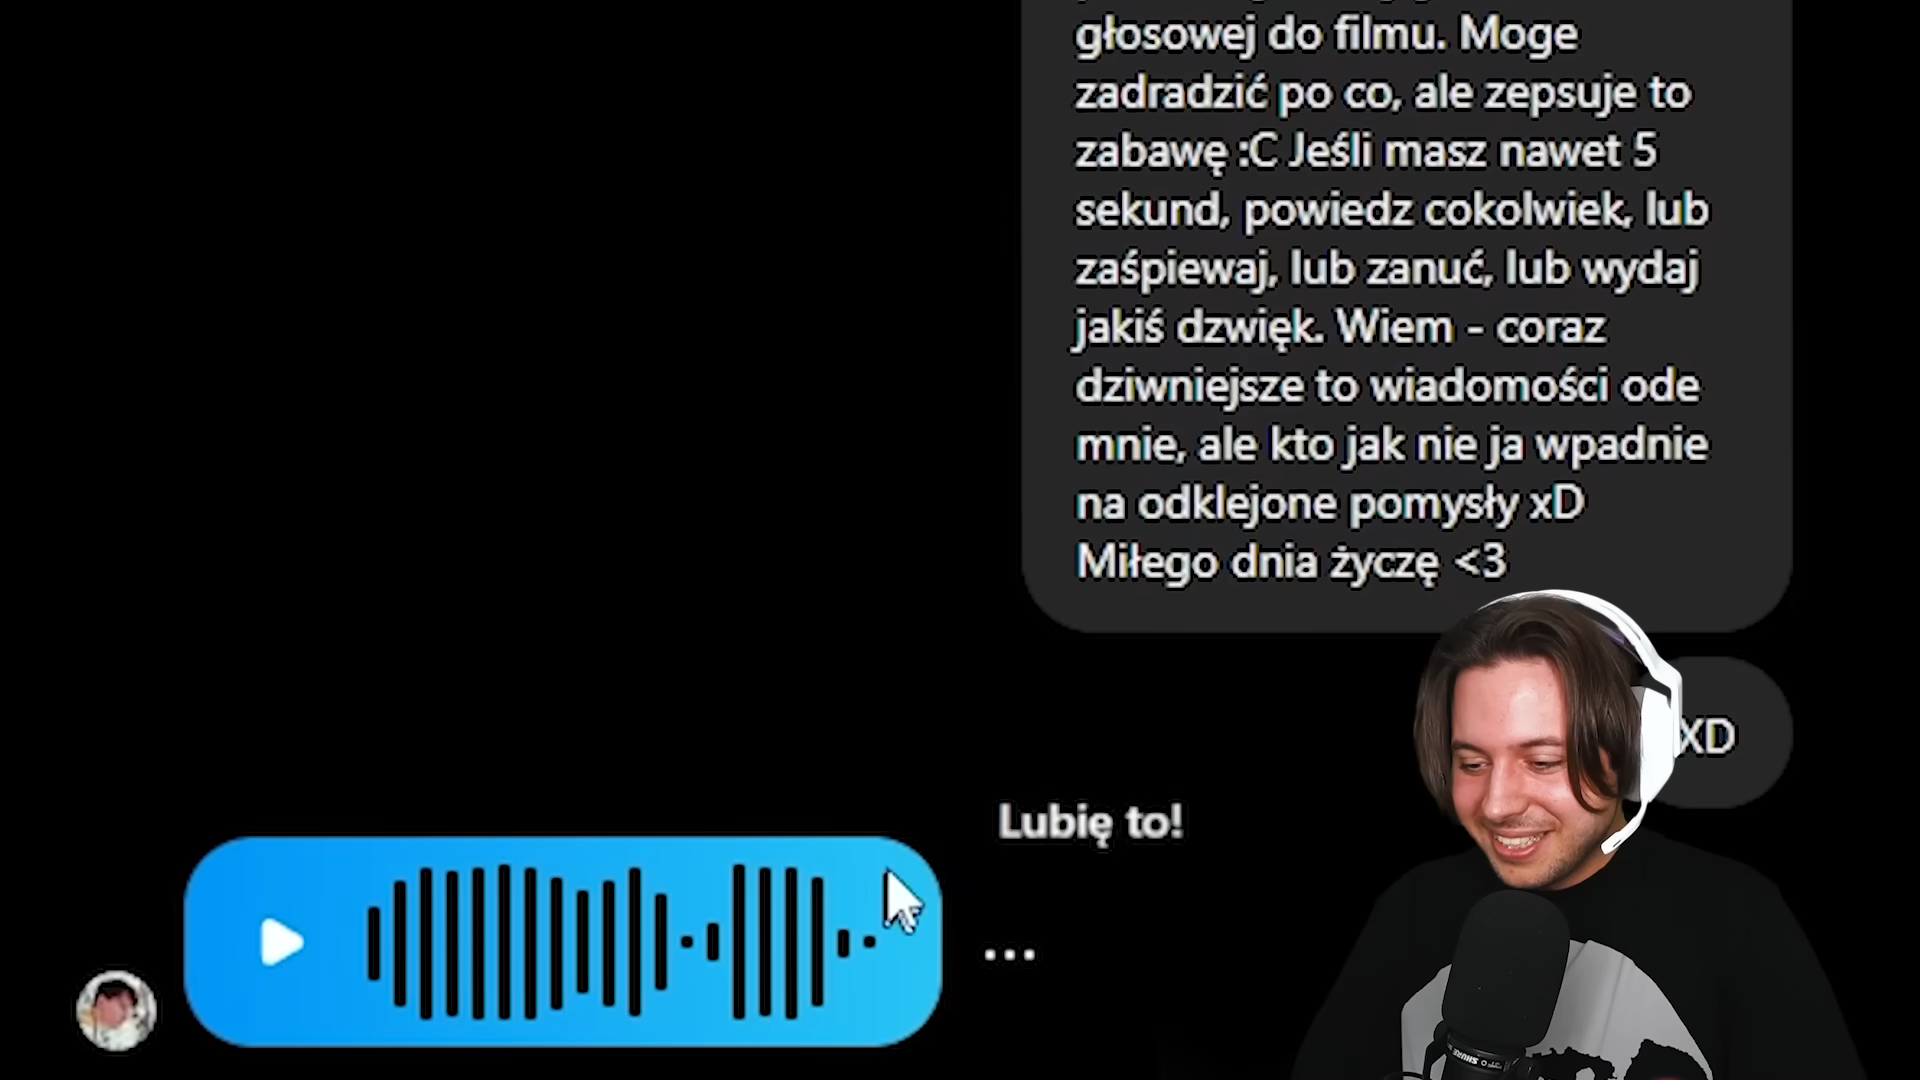 głosowej do filmu. Moge
zadradzić po co, ale zepsuje to
zabawę :C Jeśli masz nawet 5
sekund, powiedz cokolwiek, lub
zaśpiewaj, lub zanuć, lub wydaj
jakiś dzwięk. Wiem - coraz
dziwniejsze to wiadomości ode
mnie, ale kto jak nie ja wpadnie
na odklejone pomysły xD
Miłego dnia życzę <3
XD
Lubię to!
...
SHURE